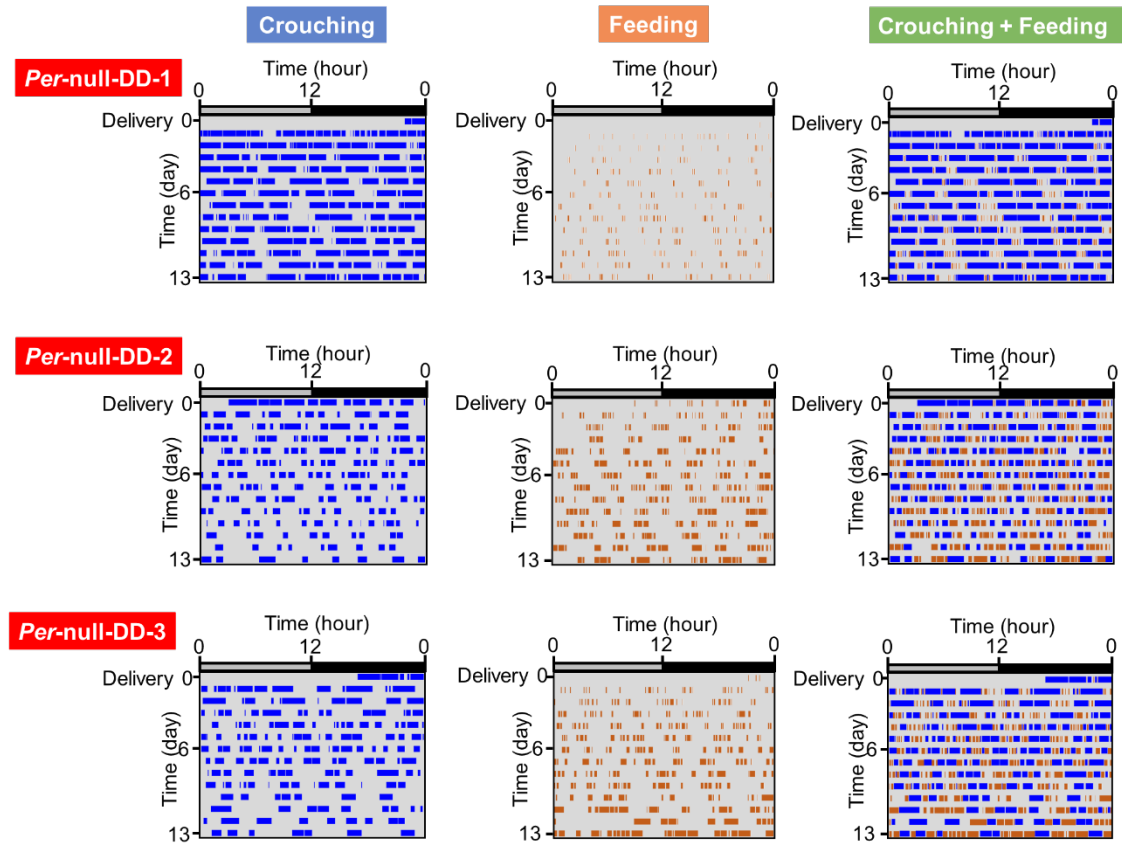 Crouching Feeding Crouching + Feeding
Per-null-DD-1
Time (hour) Time (hour) Time (hour)
0 12 0 0 12 0 0 12 0
Delivery 0 Delivery 0 Delivery 0
Time (day) Time (day) Time (day)
6 6 6
13 13 13
Per-null-DD-2
Time (hour) Time (hour) Time (hour)
0 12 0 0 12 0 0 12 0
Delivery 0 Delivery 0 Delivery 0
Time (day) Time (day) Time (day)
6 6 6
13 13 13
Per-null-DD-3
Time (hour) Time (hour) Time (hour)
0 12 0 0 12 0 0 12 0
Delivery 0 Delivery 0 Delivery 0
Time (day) Time (day) Time (day)
6 6 6
13 13 13